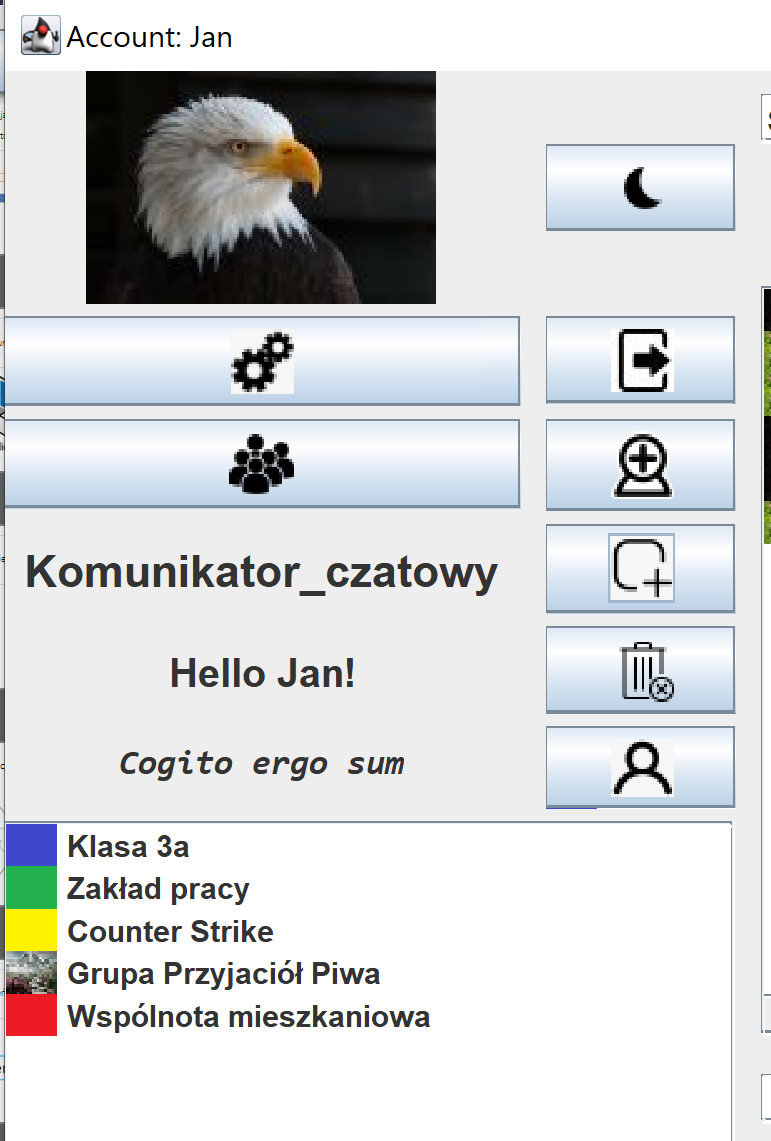 Account: Jan
Komunikator_czatowy
Hello Jan!
Cogito ergo sum
Klasa 3a
Zakład pracy
Counter Strike
Grupa Przyjaciół Piwa
Wspólnota mieszkaniowa